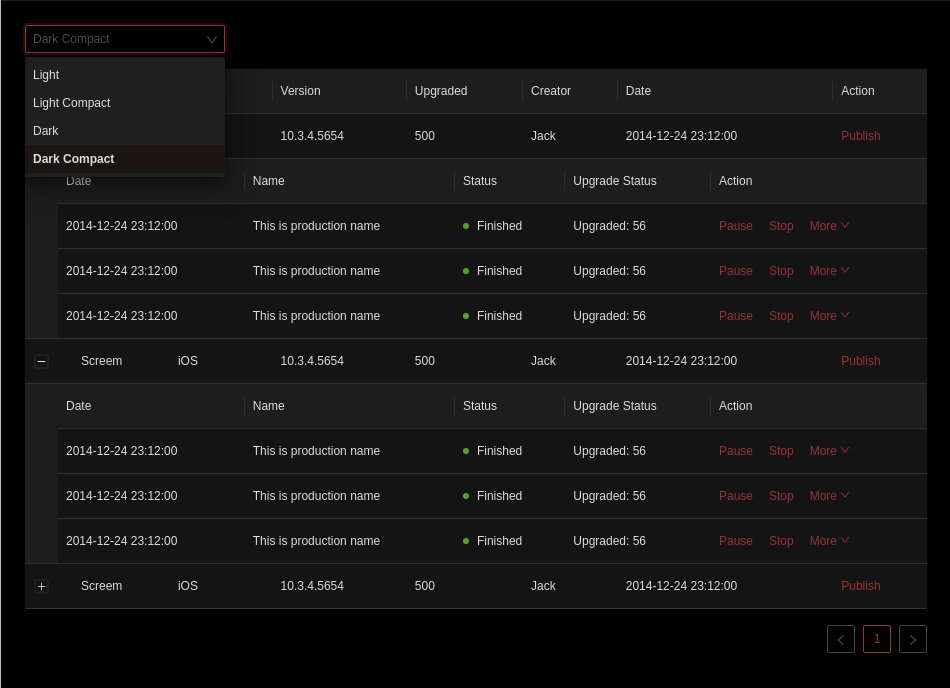 Dark Compact
Light
Light Compact
Dark
Dark Compact
Version Upgraded Creator Date Action
10.3.4.5654 500 Jack 2014-12-24 23:12:00 Publish
Date Name Status Upgrade Status Action
2014-12-24 23:12:00 This is production name Finished Upgraded: 56 Pause Stop More
2014-12-24 23:12:00 This is production name Finished Upgraded: 56 Pause Stop More
2014-12-24 23:12:00 This is production name Finished Upgraded: 56 Pause Stop More
Screem iOS 10.3.4.5654 500 Jack 2014-12-24 23:12:00 Publish
Date Name Status Upgrade Status Action
2014-12-24 23:12:00 This is production name Finished Upgraded: 56 Pause Stop More
2014-12-24 23:12:00 This is production name Finished Upgraded: 56 Pause Stop More
2014-12-24 23:12:00 This is production name Finished Upgraded: 56 Pause Stop More
Screem iOS 10.3.4.5654 500 Jack 2014-12-24 23:12:00 Publish
1